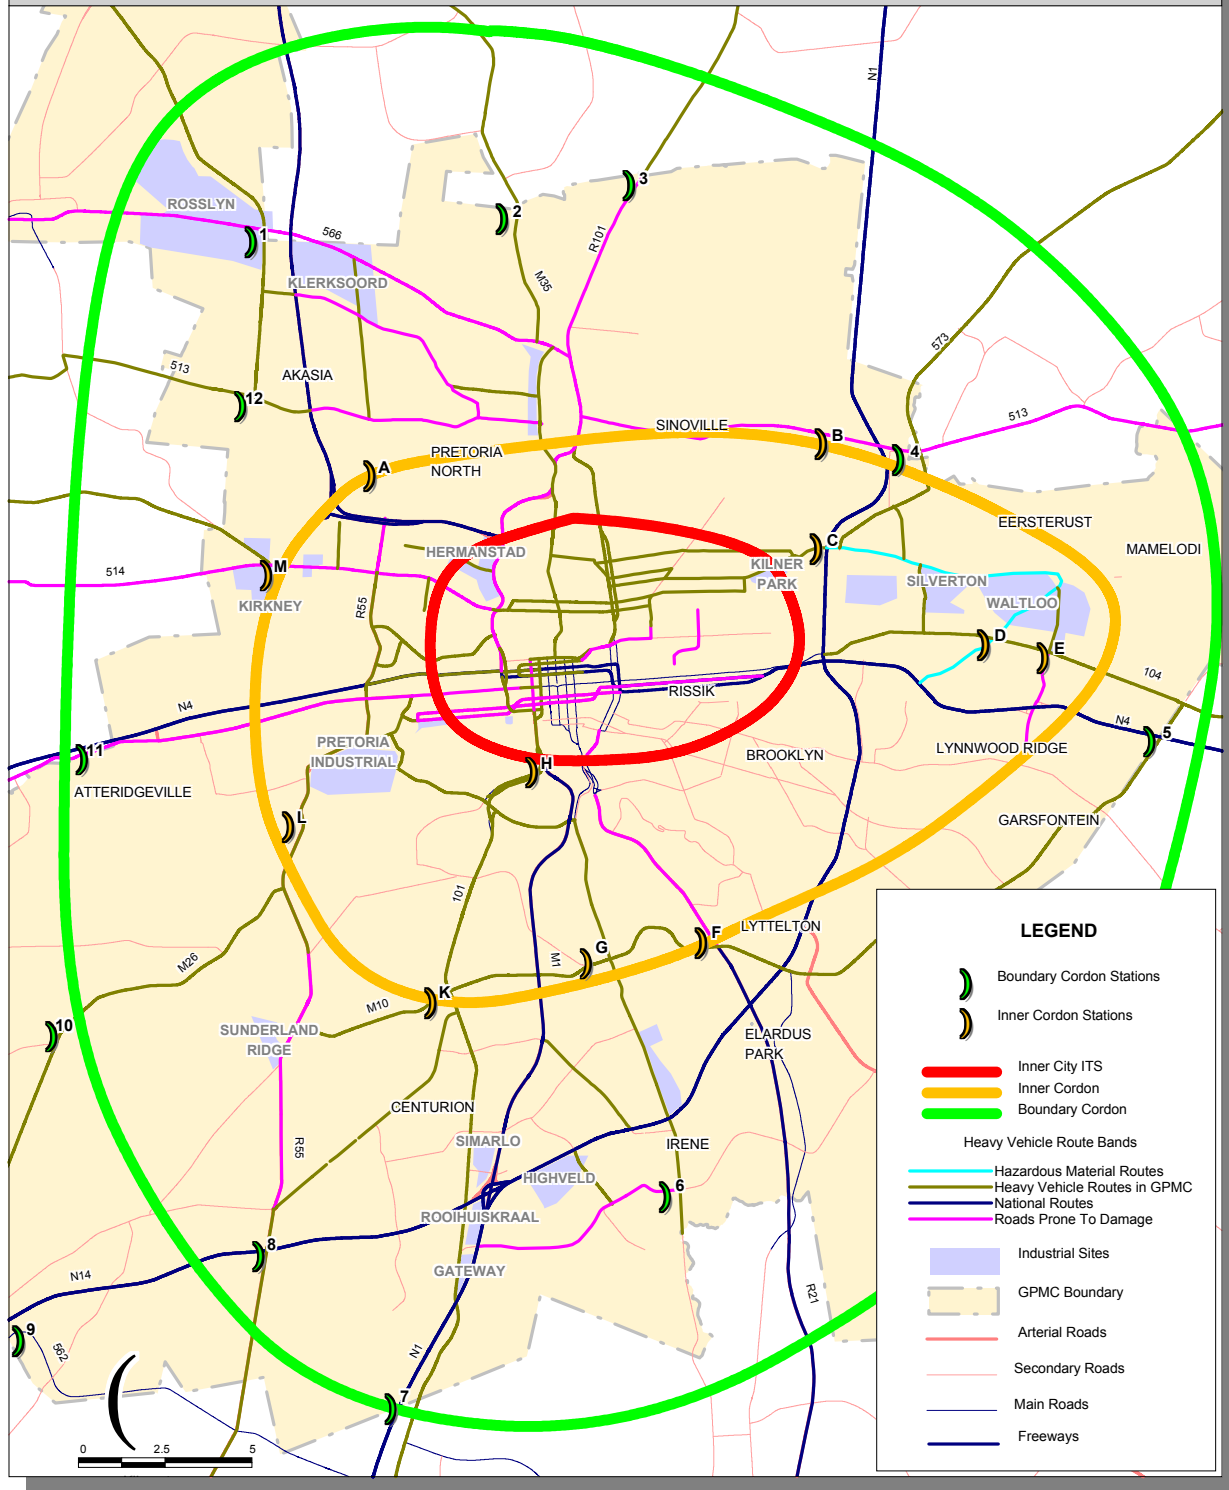 N1
3
ROSSLYN
2
1
566
R101
KLERKSOORD
M35
573
513
AKASIA
12
513
SINOVILLE
B
PRETORIA
NORTH
A
4
EERSTERUST
C
MAMELODI
HERMANSTAD
KILNER
PARK
M
514
SILVERTON
KIRKNEY
R55
WALTLOO
D
E
104
RISSIK
N4
N4
5
PRETORIA
INDUSTRIAL
11
BROOKLYN
LYNNWOOD RIDGE
H
ATTERIDGEVILLE
L
GARSFONTEIN
101
LYTTELTON
F
G
M1
M26
K
M10
10
SUNDERLAND
RIDGE
ELARDUS
PARK
CENTURION
SIMARLO
IRENE
R55
HIGHVELD
6
ROOIHUISKRAAL
8
GATEWAY
N14
R21
9
562
N1
7
0 2.5 5
LEGEND
Boundary Cordon Stations
Inner Cordon Stations
Inner City ITS
Inner Cordon
Boundary Cordon
Heavy Vehicle Route Bands
Hazardous Material Routes
Heavy Vehicle Routes in GPMC
National Routes
Roads Prone To Damage
Industrial Sites
GPMC Boundary
Arterial Roads
Secondary Roads
Main Roads
Freeways